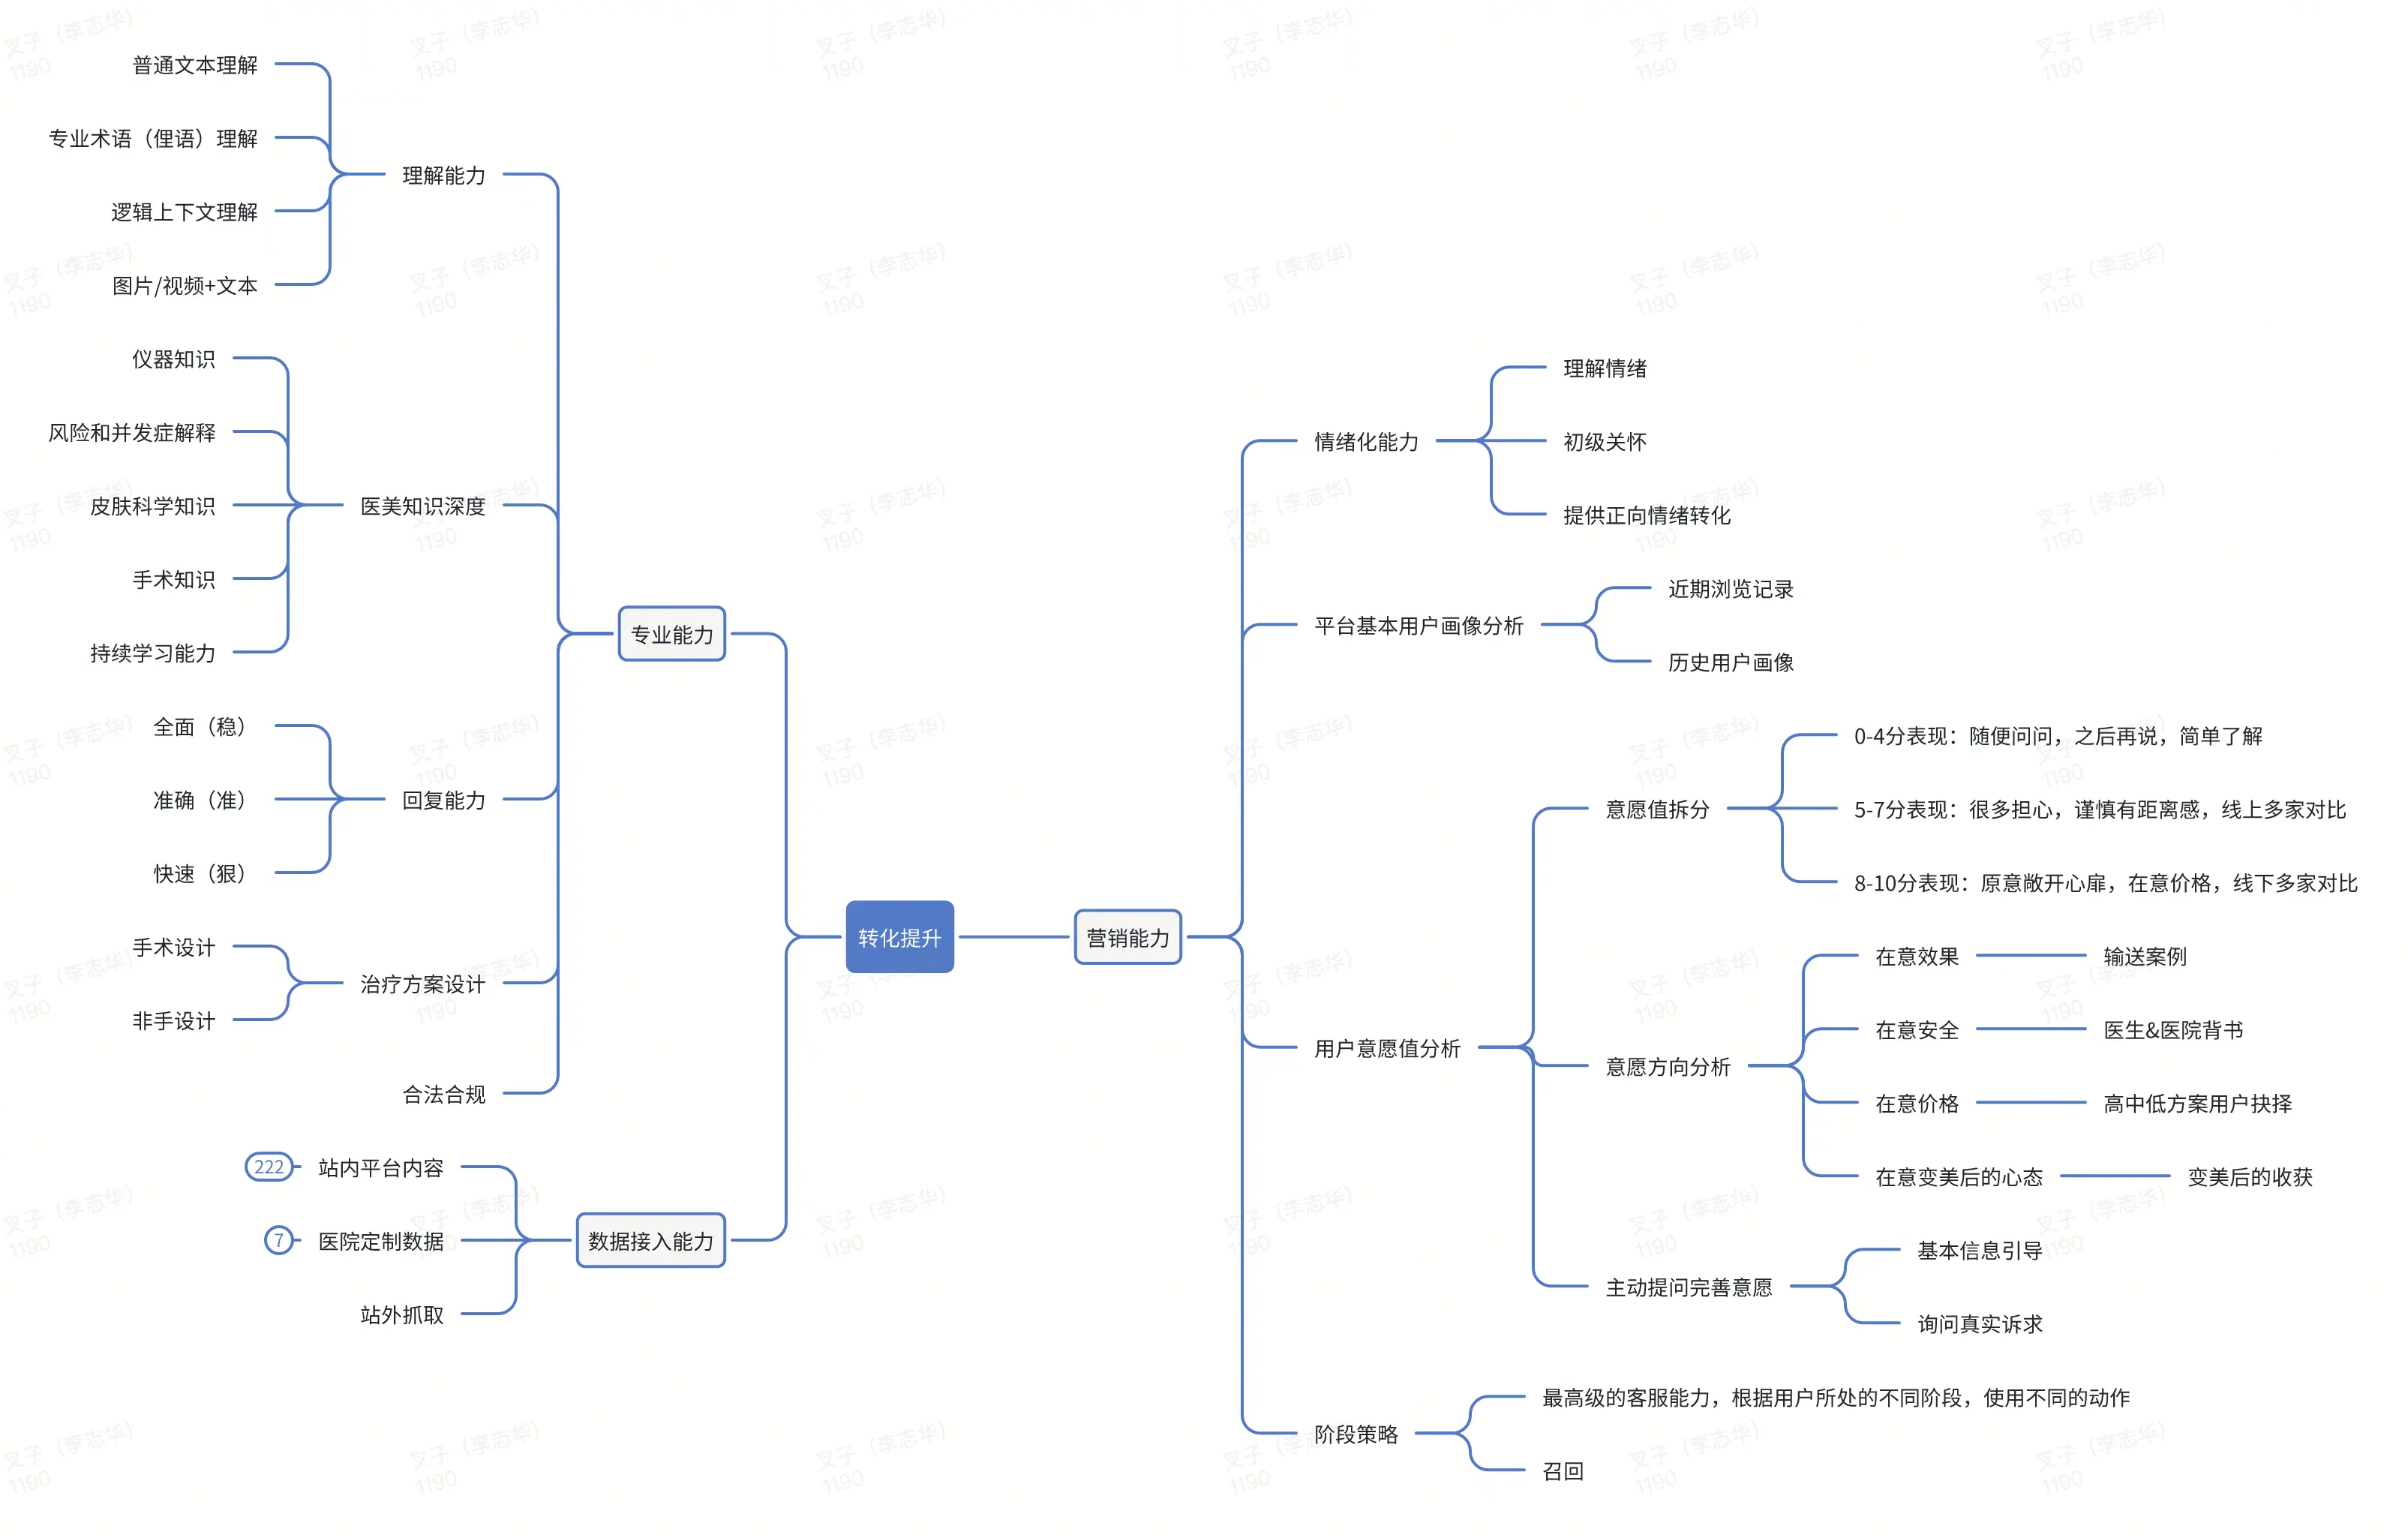 转化提升
专业能力
理解能力
普通文本理解
专业术语（俚语）理解
逻辑上下文理解
图片/视频+文本
医美知识深度
仪器知识
风险和并发症解释
皮肤科学知识
手术知识
持续学习能力
回复能力
全面（稳）
准确（准）
快速（狠）
治疗方案设计
手术设计
非手设计
合法合规
数据接入能力
站内平台内容
222
医院定制数据
7
站外抓取
营销能力
情绪化能力
理解情绪
初级关怀
提供正向情绪转化
平台基本用户画像分析
近期浏览记录
历史用户画像
用户意愿值分析
意愿值拆分
0-4分表现：随便问问，之后再说，简单了解
5-7分表现：很多担心，谨慎有距离感，线上多家对比
8-10分表现：原意敞开心扉，在意价格，线下多家对比
意愿方向分析
在意效果
输送案例
在意安全
医生&医院背书
在意价格
高中低方案用户抉择
在意变美后的心态
变美后的收获
主动提问完善意愿
基本信息引导
询问真实诉求
阶段策略
最高级的客服能力，根据用户所处的不同阶段，使用不同的动作
召回
叉子（李志华）
1190